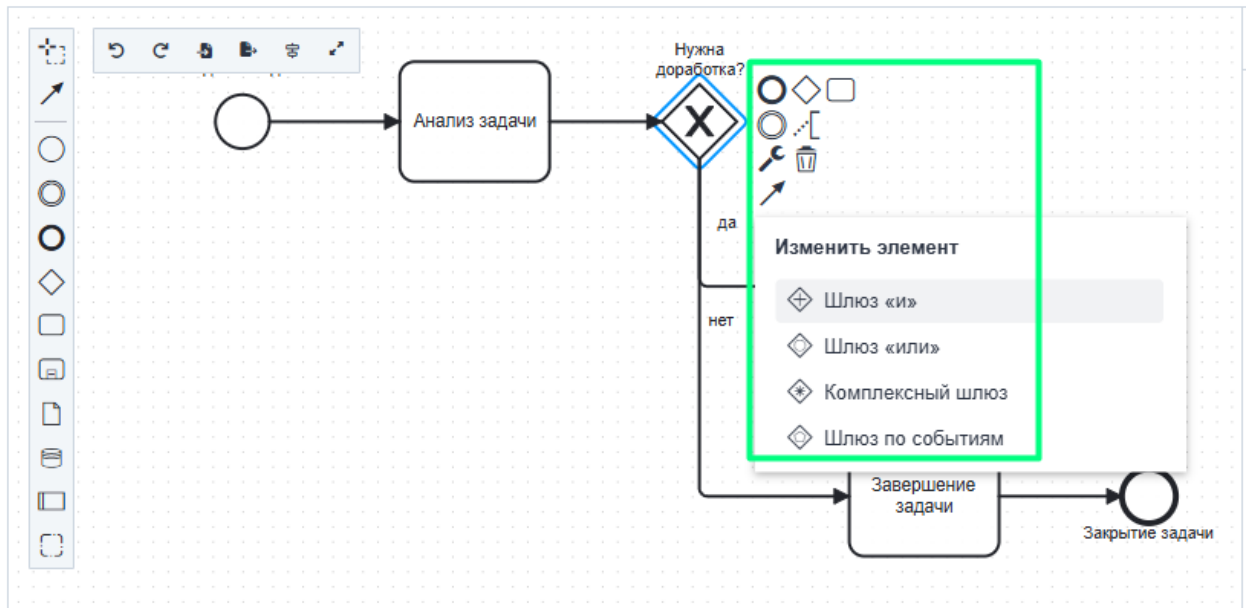 Нужна
доработка?
Анализ задачи
да
Изменить элемент
Шлюз «и»
нет
Шлюз «или»
Комплексный шлюз
Шлюз по событиям
Завершение
задачи
Закрытие задачи